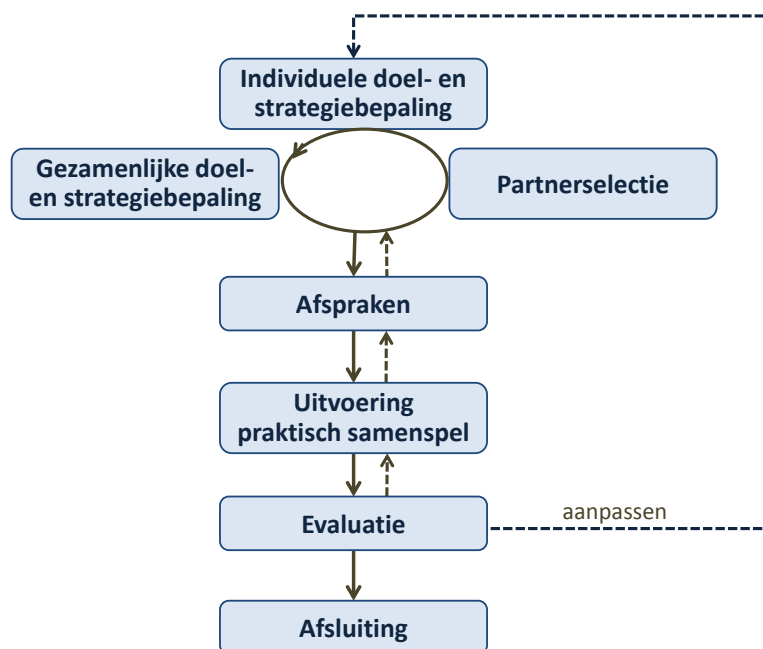 Individuele doel- en
strategiebepaling
Gezamenlijke doel-
en strategiebepaling
Partnerselectie
Afspraken
Uitvoering
praktisch samenspel
Evaluatie
aanpassen
Afsluiting